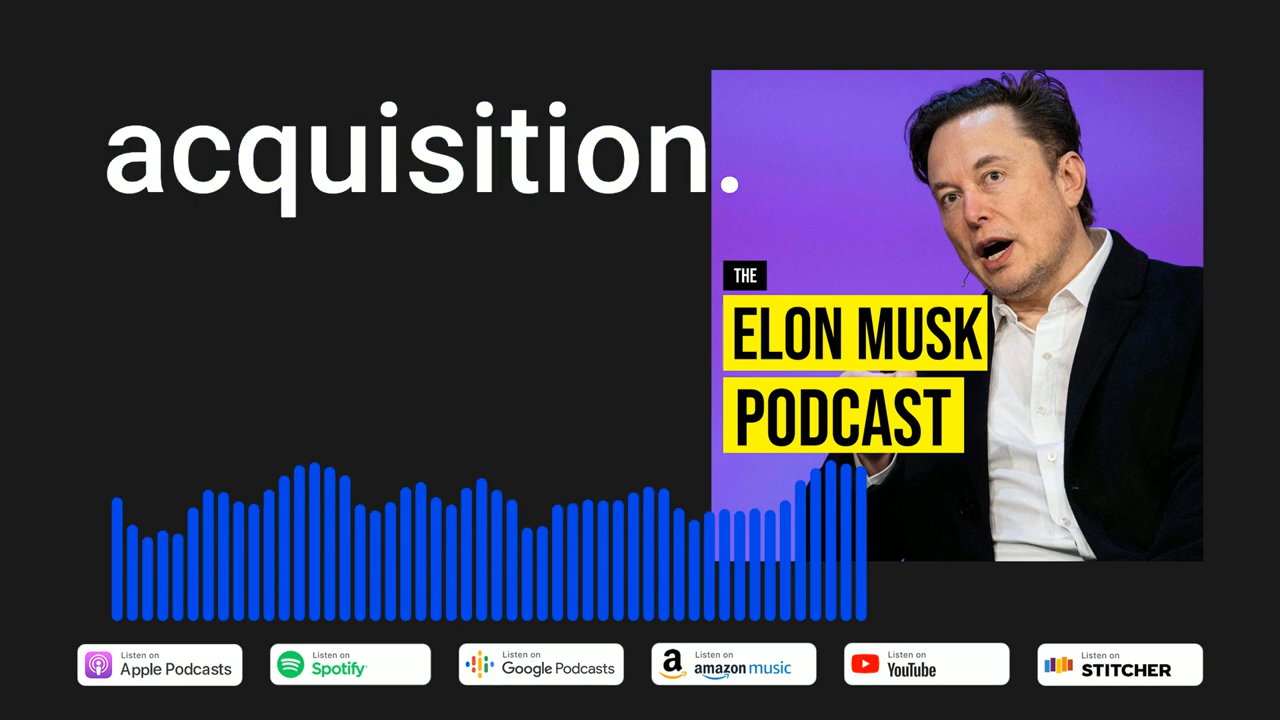 acquisition.
THE
ELON MUSK
PODCAST
Listen on
Apple Podcasts
Listen on
Spotify
Listen on
Google Podcasts
a
Listen on
amazon music
Listen on
YouTube
Listen on
STITCHER